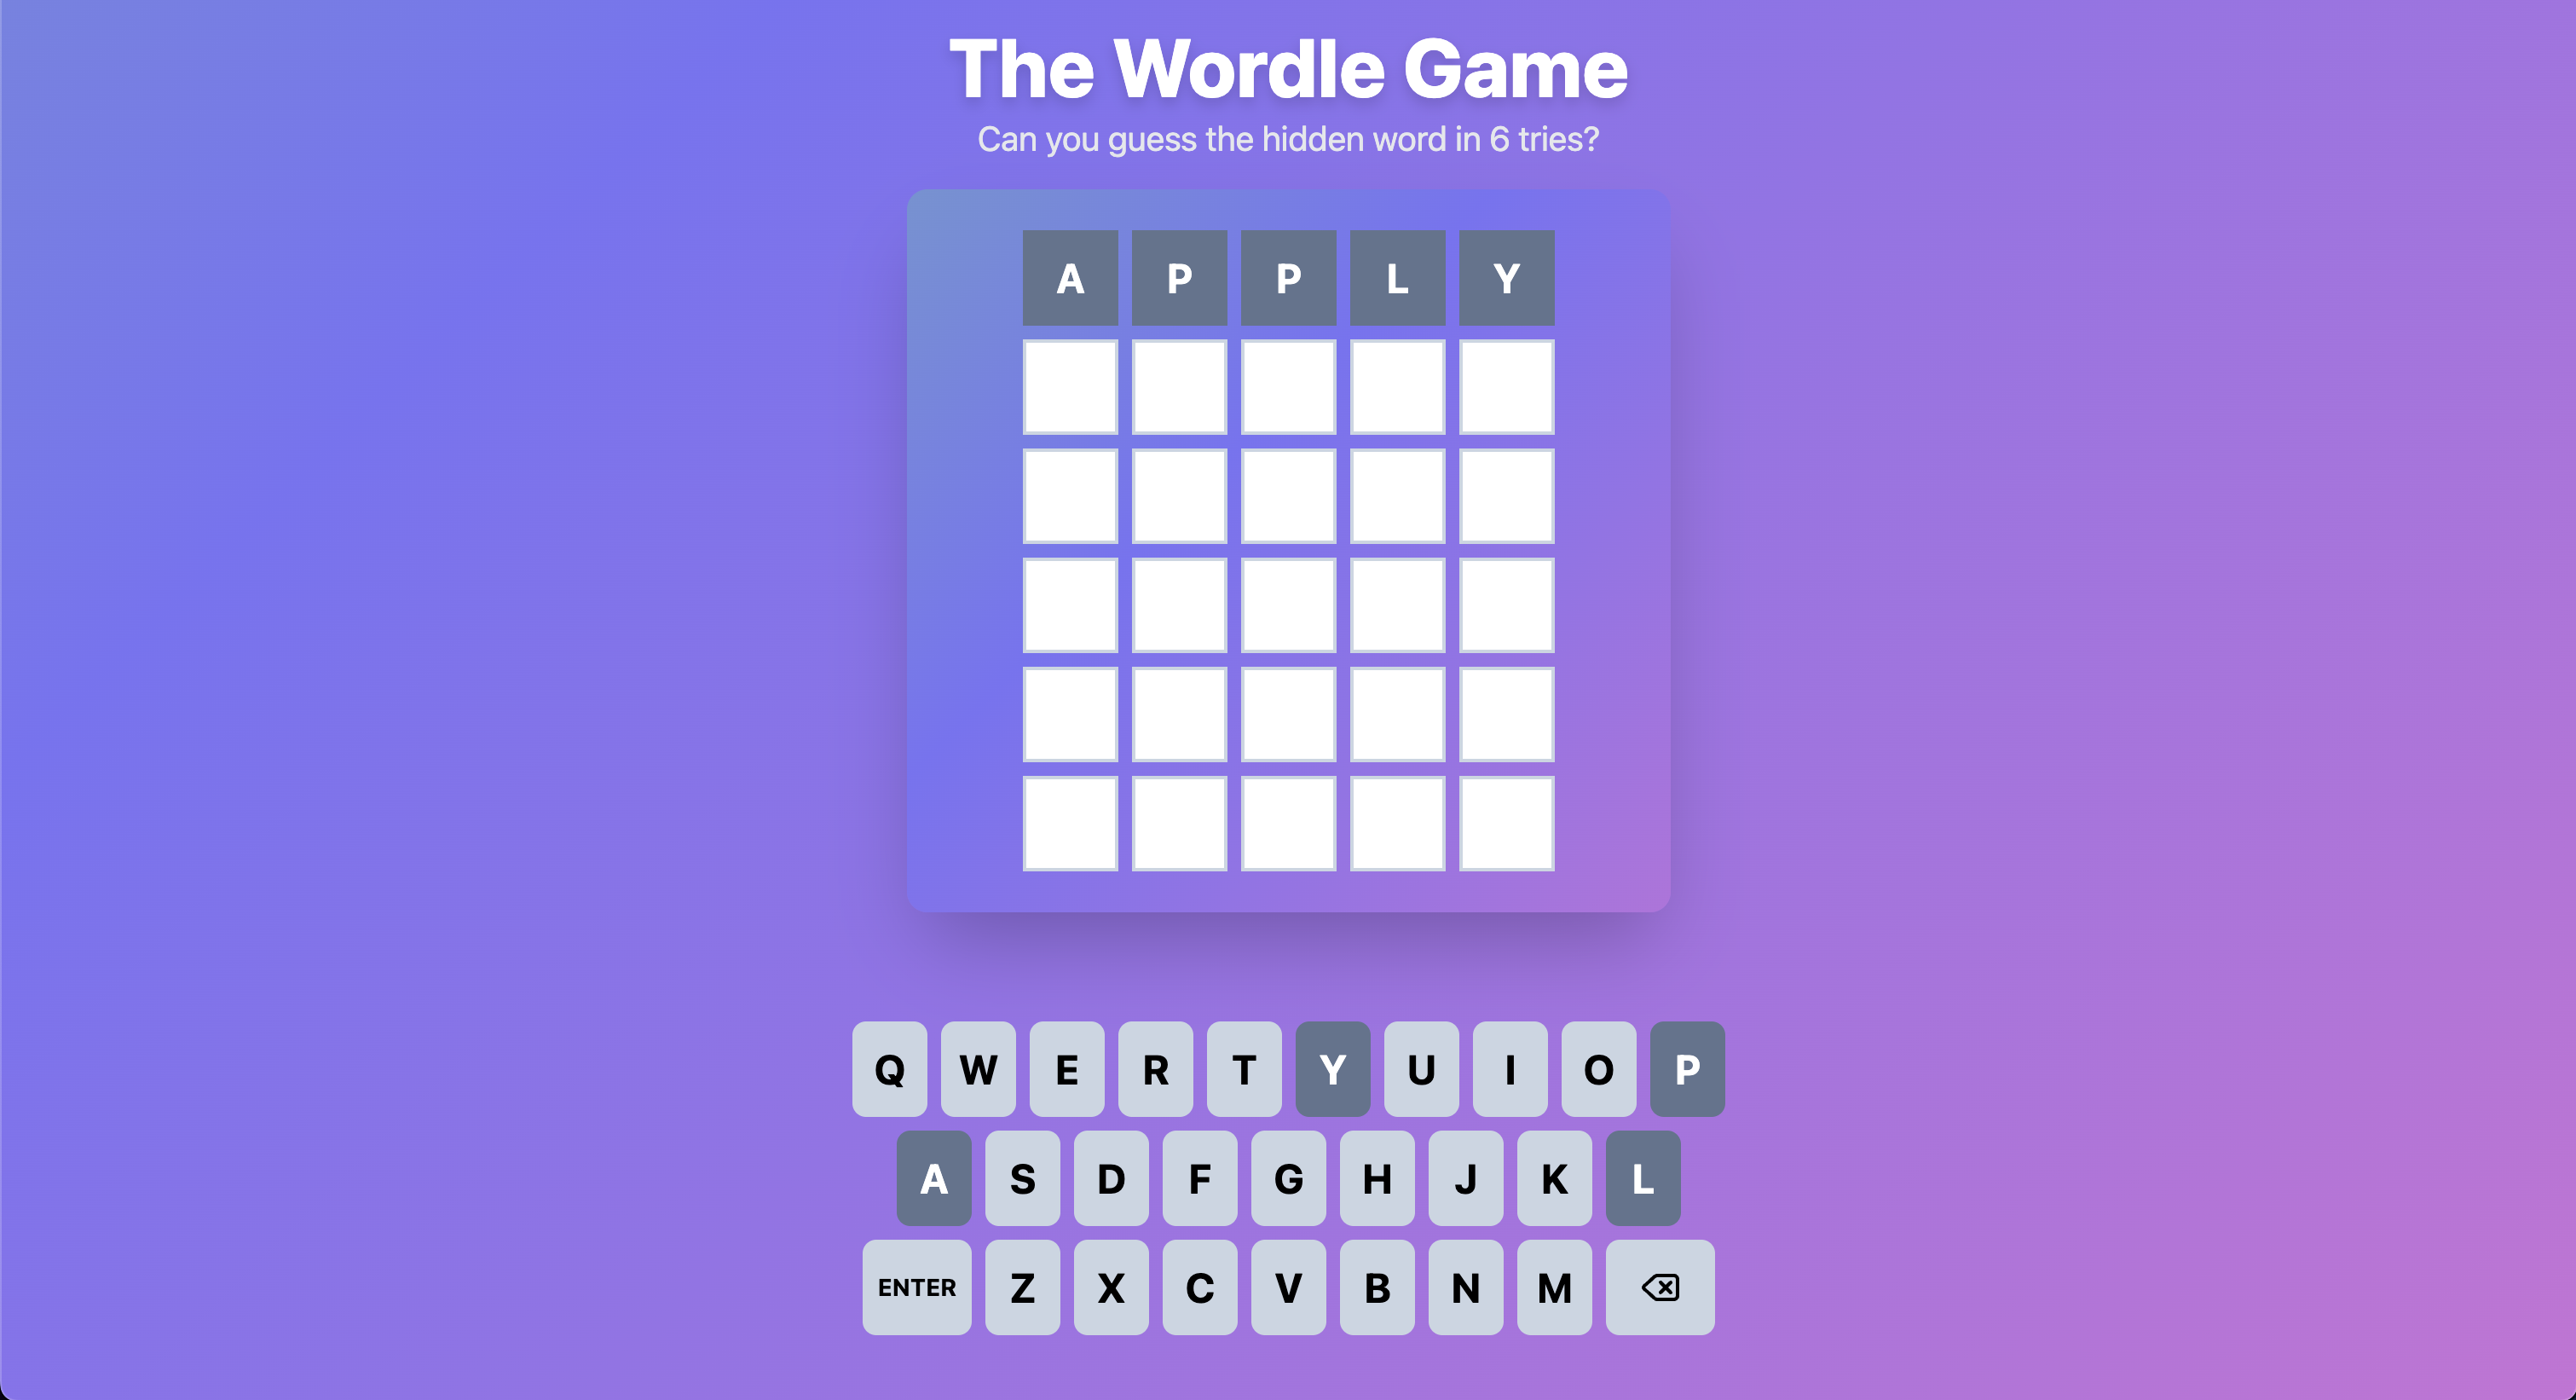 The Wordle Game
Can you guess the hidden word in 6 tries?
A P P L Y
Q W E R T Y U I O P
A S D F G H J K L
ENTER Z X C V B N M